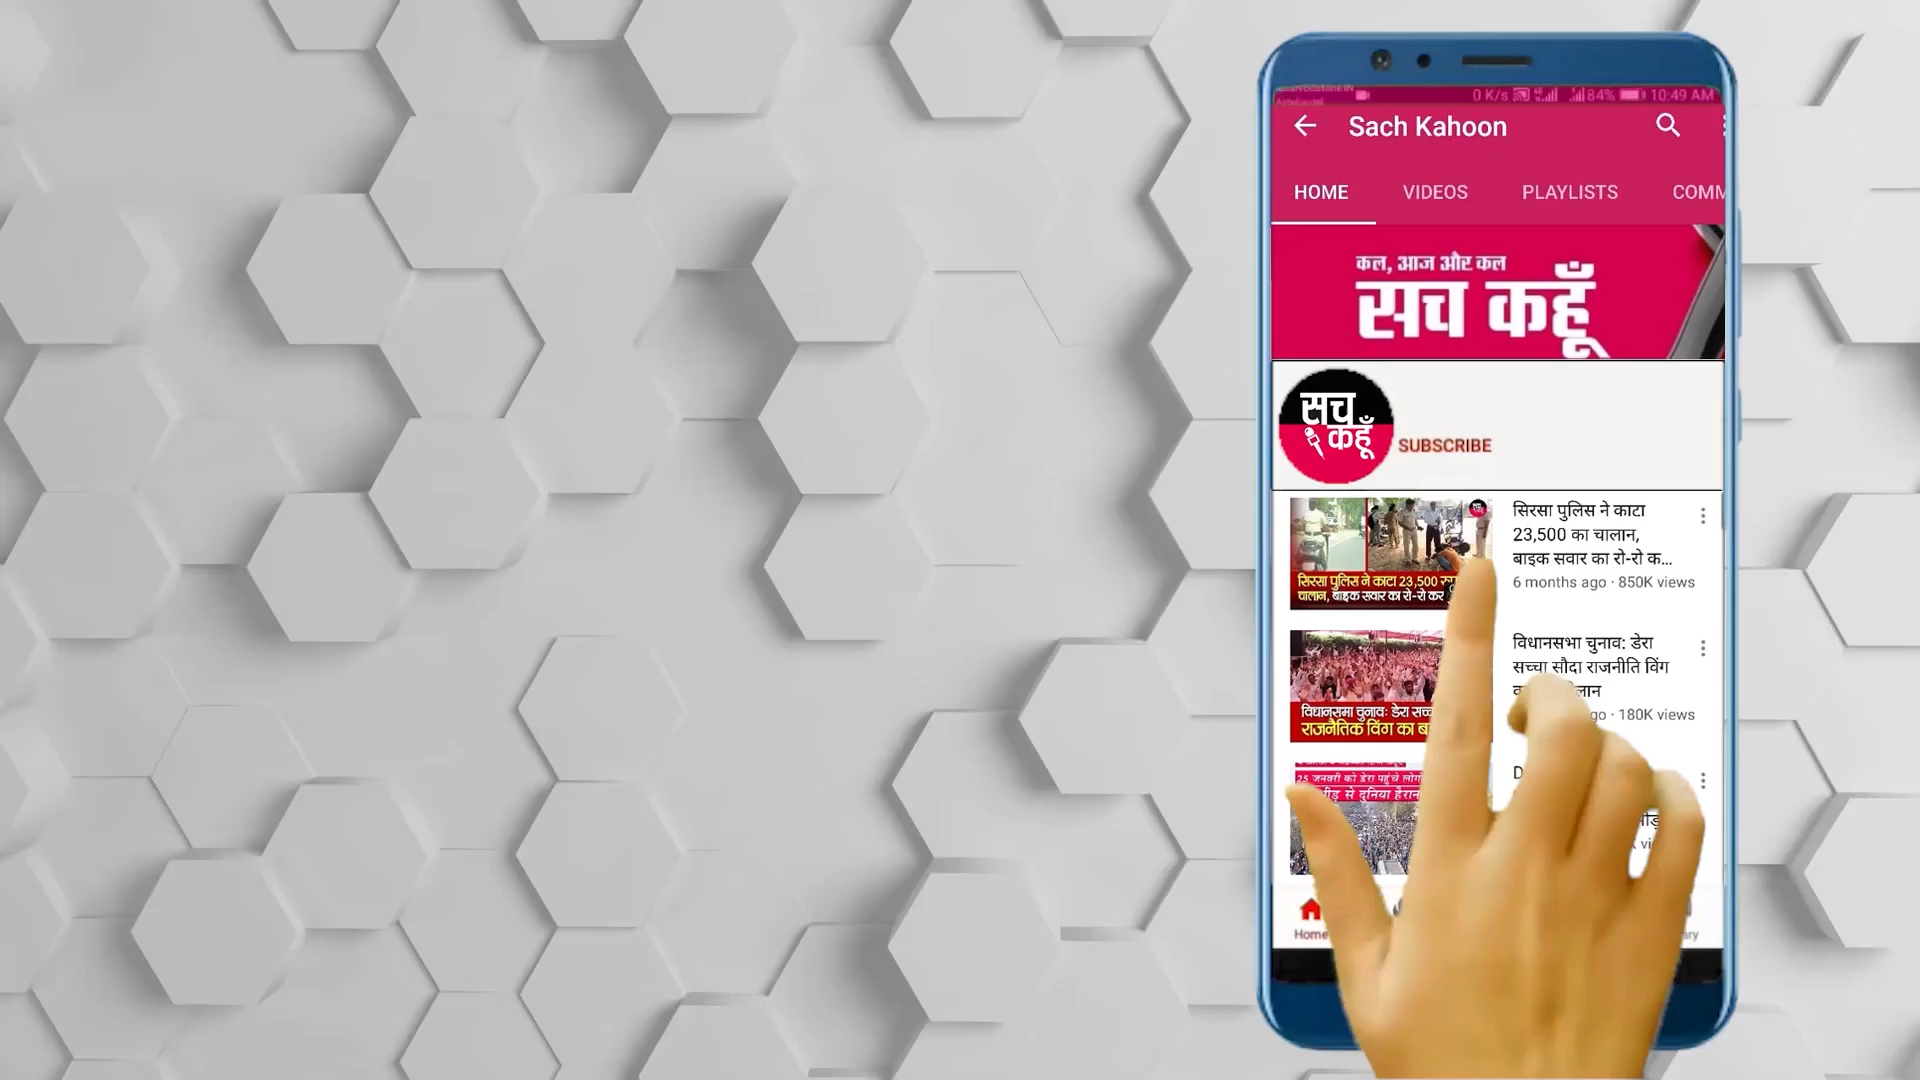 0 K/s 84% 10:49 AM
Sach Kahoon
HOME VIDEOS PLAYLISTS COMM
कल, आज और कल
सच कहूँ
सच
कहूँ
SUBSCRIBE
सिरसा पुलिस ने काटा 23,500
चालान, बाइक सवार का रो-रो कर
सिरसा पुलिस ने काटा
23,500 का चालान,
बाइक सवार का रो-रो क...
6 months ago · 850K views
विधानसभा चुनाव: डेरा
राजनैतिक विंग का
विधानसभा चुनाव: डेरा
सच्चा सौदा राजनीति विंग
go · 180K views
25 जनवरी को डेरा पहुंचे
से दुनिया हैरान
D
Home